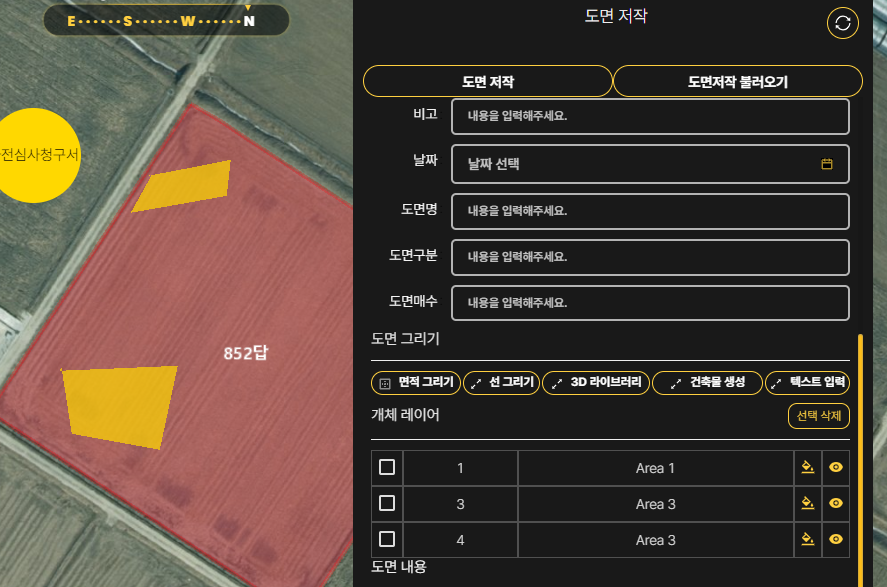 E S W N
전심사청구서
852답
도면 저작
도면 저작
도면저작 불러오기
비고
내용을 입력해주세요.
날짜
날짜 선택
도면명
내용을 입력해주세요.
도면구분
내용을 입력해주세요.
도면매수
내용을 입력해주세요.
도면 그리기
면적 그리기
선 그리기
3D 라이브러리
건축물 생성
텍스트 입력
개체 레이어
선택 삭제
1 Area 1
3 Area 3
4 Area 3
도면 내용